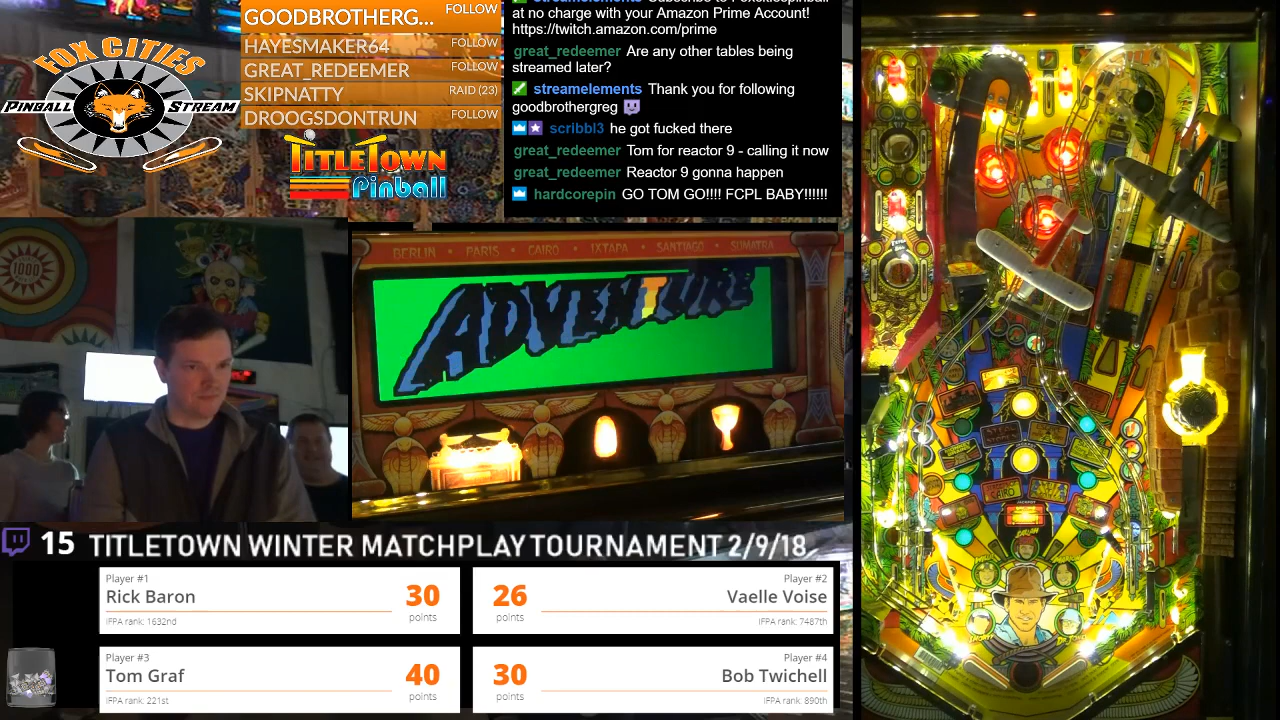 FOX CITIES
PINBALL STREAM
GOODBROTHERG... FOLLOW
HAYESMAKER64 FOLLOW
GREAT_REDEEMER FOLLOW
SKIPNATTY RAID (23)
DROOGSDONTRUN FOLLOW
TITLETOWN
Pinball
at no charge with your Amazon Prime Account!
https://twitch.amazon.com/prime
great_redeemer Are any other tables being
streamed later?
streamelements Thank you for following
goodbrothergreg
scribbl3 he got fucked there
great_redeemer Tom for reactor 9 - calling it now
great_redeemer Reactor 9 gonna happen
hardcorepin GO TOM GO!!!! FCPL BABY!!!!!!
1000
BERLIN • PARIS • CAIRO • IXTAPA • SANTIAGO • SUMATRA
ADVENTURE
CAIRO
JACKPOT
SHORTY
15 TITLETOWN WINTER MATCHPLAY TOURNAMENT 2/9/18
Player #1
Rick Baron
IFPA rank: 1632nd
30
points
26
points
Player #2
Vaelle Voise
IFPA rank: 7487th
Player #3
Tom Graf
IFPA rank: 221st
40
points
30
points
Player #4
Bob Twichell
IFPA rank: 890th